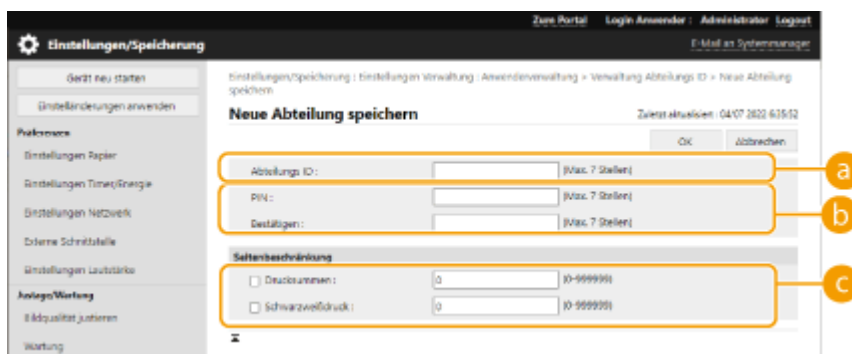 Zum Portal Login Anwender : Administrator Logout
Einstellungen/Speicherung E-Mail an Systemmanager
Gerät neu starten
Einstelländerungen anwenden
Präferenzen
Einstellungen Papier
Einstellungen Timer/Energie
Einstellungen Netzwerk
Externe Schnittstelle
Einstellungen Lautstärke
Justage/Wartung
Bildqualität justieren
Wartung
Einstellungen/Speicherung : Einstellungen Verwaltung : Anwenderverwaltung > Verwaltung Abteilungs ID > Neue Abteilung
speichern
Neue Abteilung speichern Zuletzt aktualisiert : 04/07 2022 6:35:52
OK Abbrechen
Abteilungs ID : (Max. 7 Stellen)
a
PIN : (Max. 7 Stellen)
b
Bestätigen : (Max. 7 Stellen)
Seitenbeschränkung
Drucksummen : 0 (0-999999)
c
Schwarzweißdruck : 0 (0-999999)